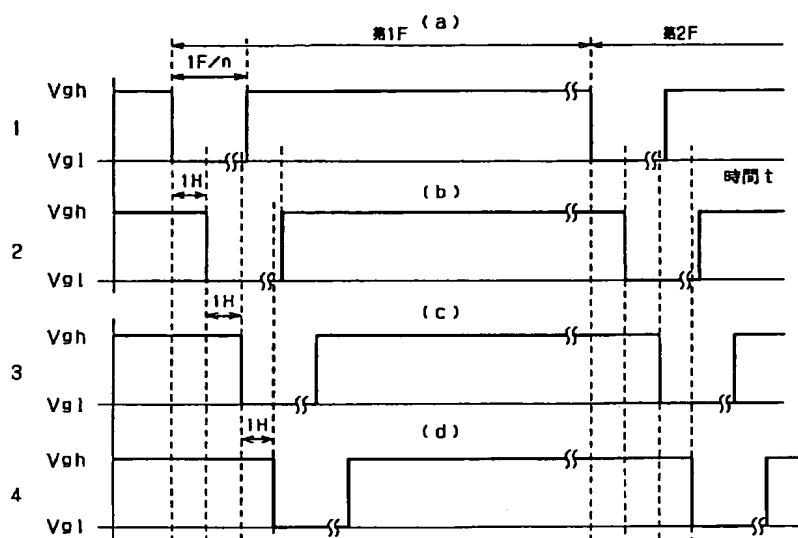 (a)
第1F
第2F
1F/n
Vgh
1
Vgl
時間 t
1H
(b)
Vgh
2
Vgl
1H
(c)
Vgh
3
Vgl
1H
(d)
Vgh
4
Vgl